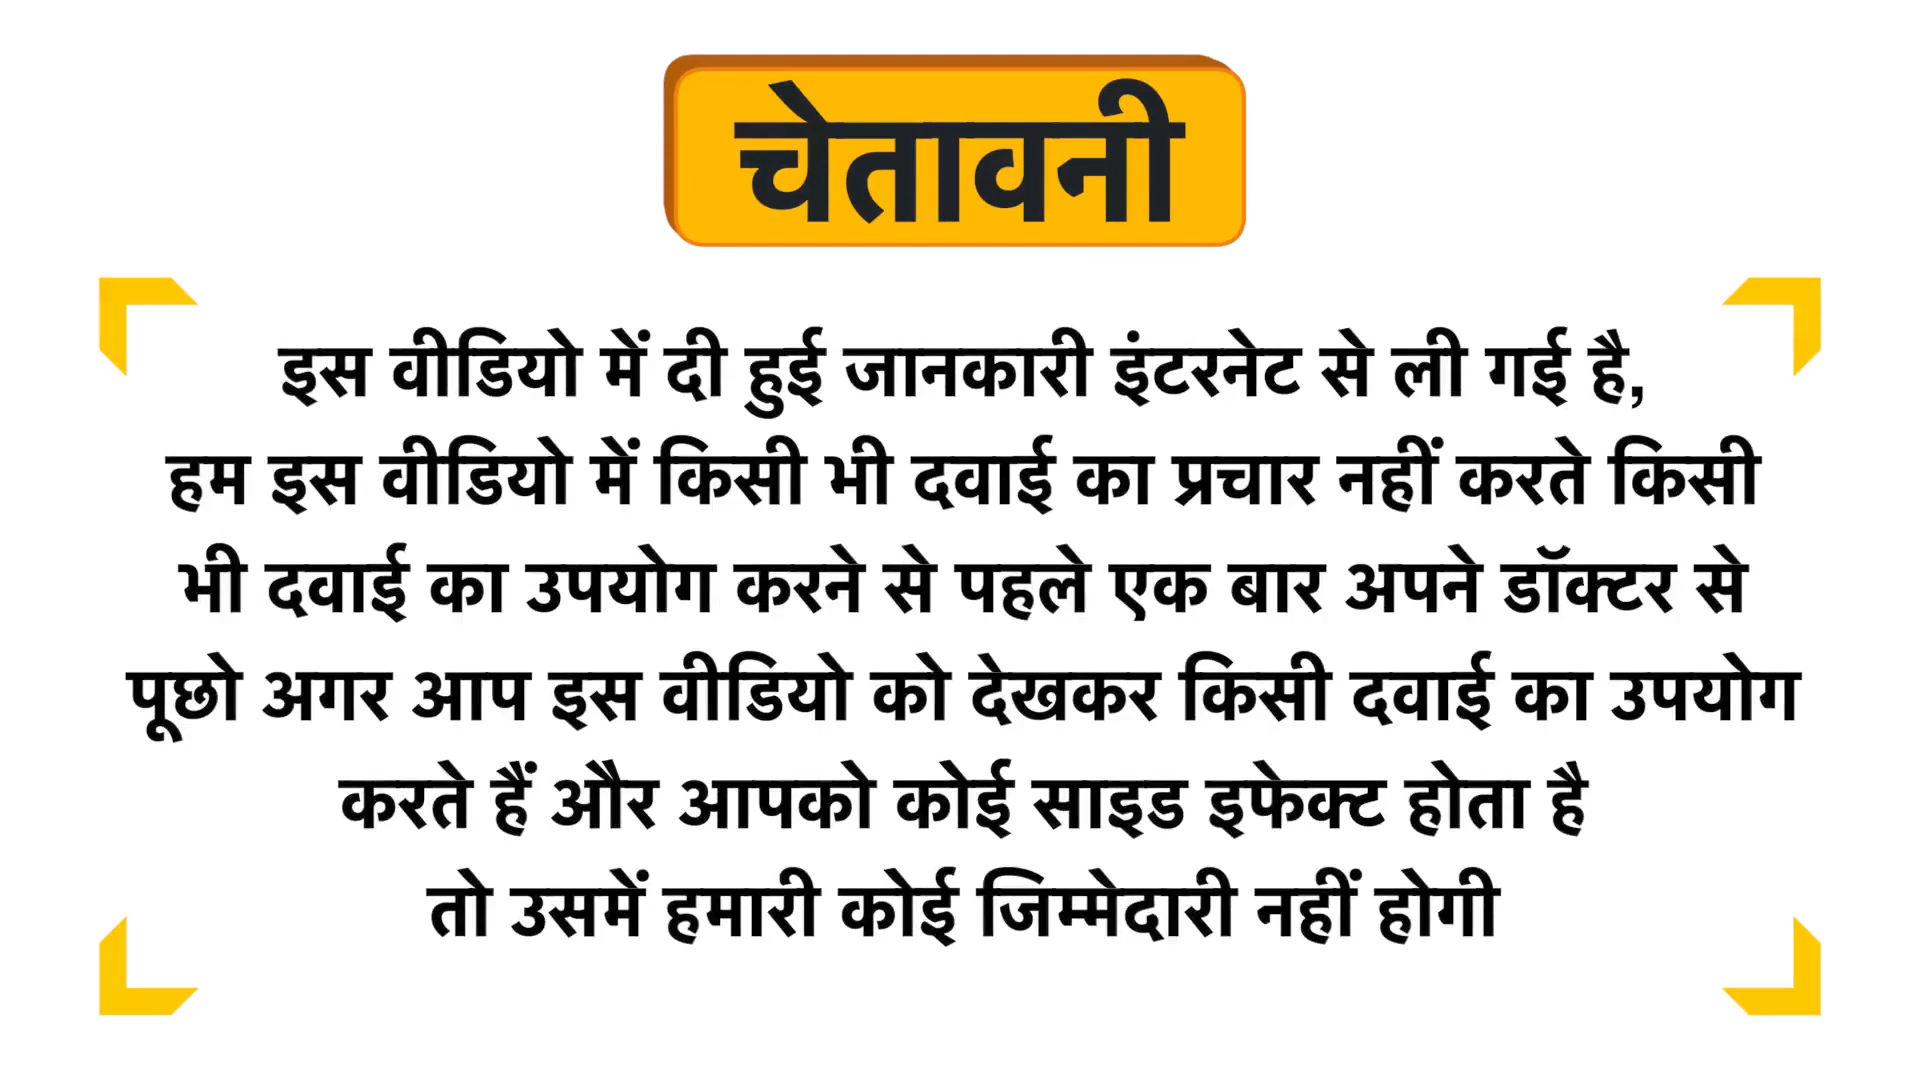 चेतावनी
इस वीडियो में दी हुई जानकारी इंटरनेट से ली गई है,
हम इस वीडियो में किसी भी दवाई का प्रचार नहीं करते किसी
भी दवाई का उपयोग करने से पहले एक बार अपने डॉक्टर से
पूछो अगर आप इस वीडियो को देखकर किसी दवाई का उपयोग
करते हैं और आपको कोई साइड इफेक्ट होता है
तो उसमें हमारी कोई जिम्मेदारी नहीं होगी